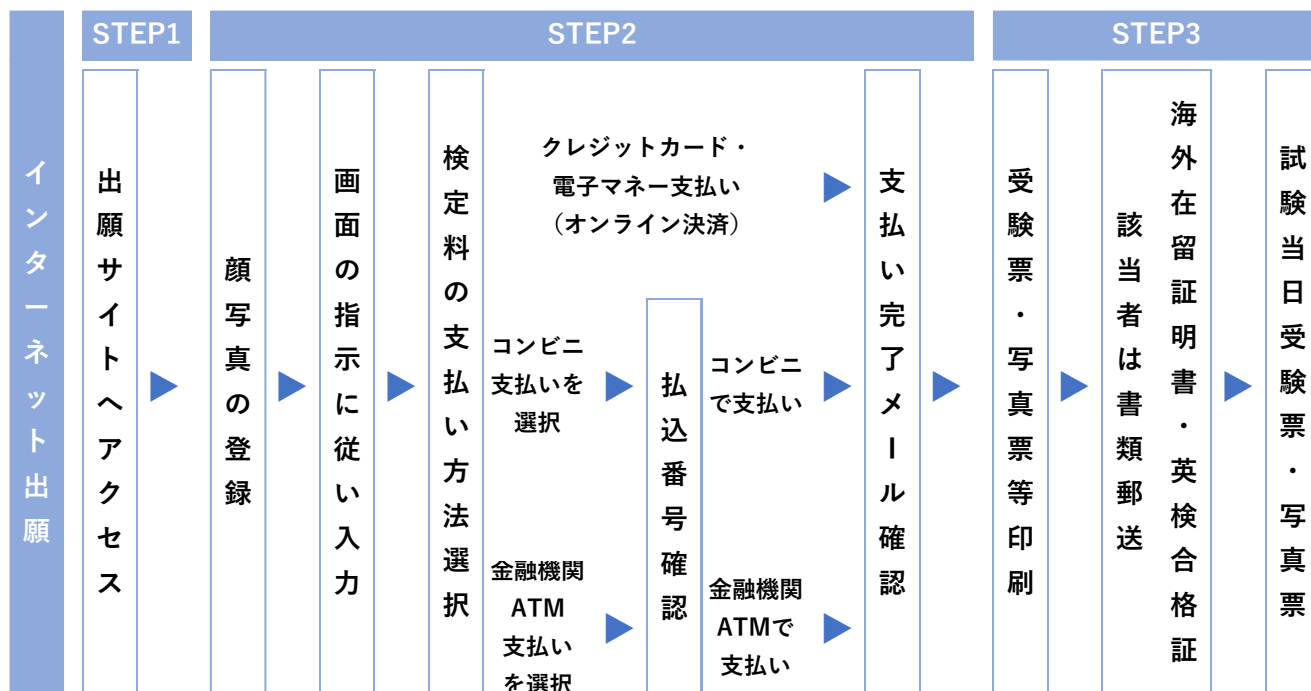 インターネット出願
STEP1
出願サイトへアクセス
STEP2
顔写真の登録
画面の指示に従い入力
検定料の支払い方法選択
クレジットカード・
電子マネー支払い
（オンライン決済）
コンビニ
支払いを
選択
金融機関
ATM
支払い
を選択
払込番号確認
コンビニ
で支払い
金融機関
ATMで
支払い
支払い完了メール確認
STEP3
受験票・写真票等印刷
海外在留証明書・英検合格証
該当者は書類郵送
試験当日受験票・写真票